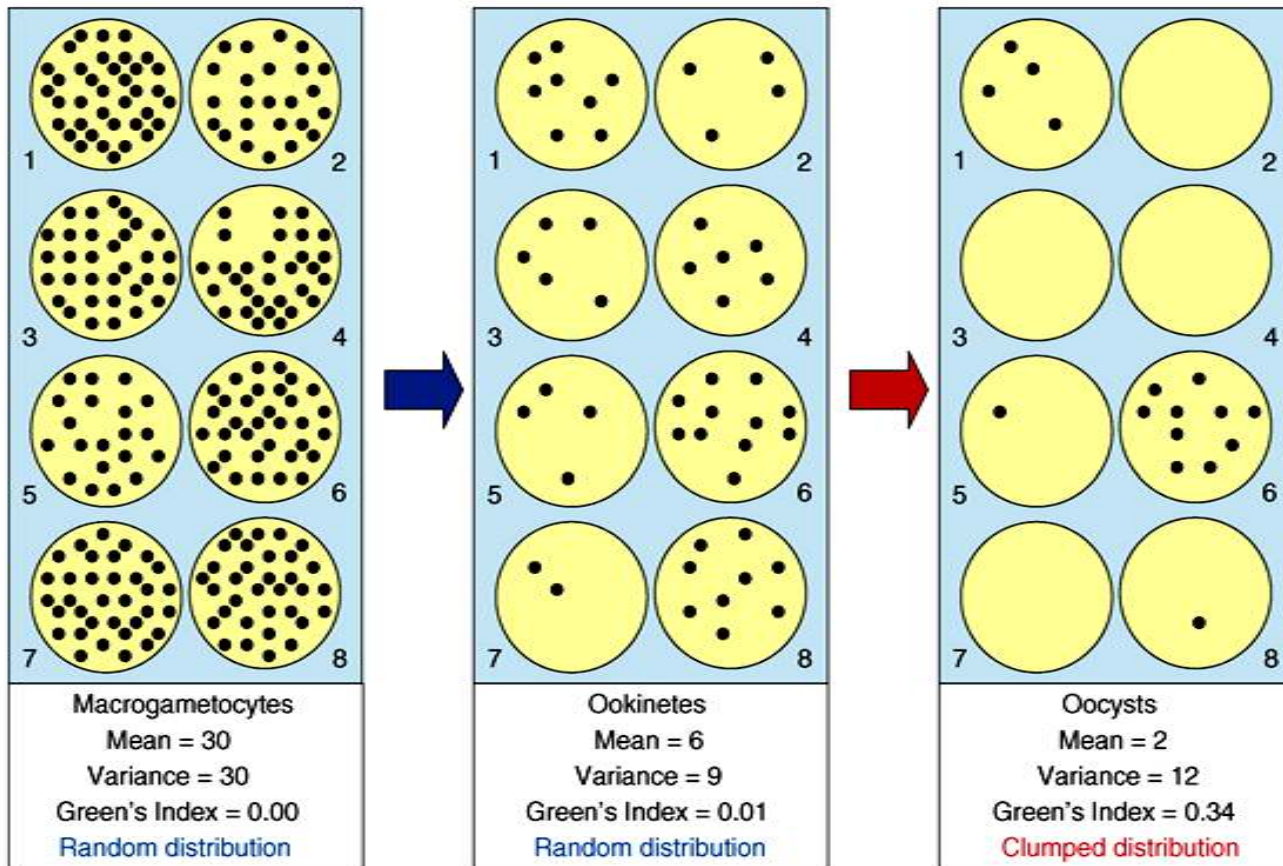 1
2
3
4
5
6
7
8
Macrogametocytes
Mean = 30
Variance = 30
Green's Index = 0.00
Random distribution
1
2
3
4
5
6
7
8
Ookinetes
Mean = 6
Variance = 9
Green's Index = 0.01
Random distribution
1
2
3
4
5
6
7
8
Oocysts
Mean = 2
Variance = 12
Green's Index = 0.34
Clumped distribution